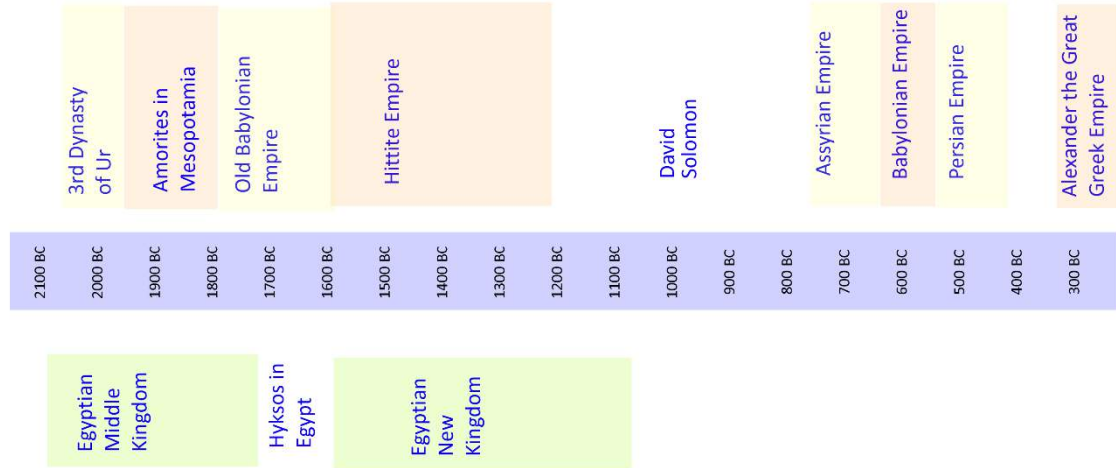 3rd Dynasty
of Ur
Amorites in
Mesopotamia
Old Babylonian
Empire
Hittite Empire
David
Solomon
Assyrian Empire
Babylonian Empire
Persian Empire
Alexander the Great
Greek Empire
2100 BC
2000 BC
1900 BC
1800 BC
1700 BC
1600 BC
1500 BC
1400 BC
1300 BC
1200 BC
1100 BC
1000 BC
900 BC
800 BC
700 BC
600 BC
500 BC
400 BC
300 BC
Egyptian
Middle
Kingdom
Hyksos in
Egypt
Egyptian
New
Kingdom